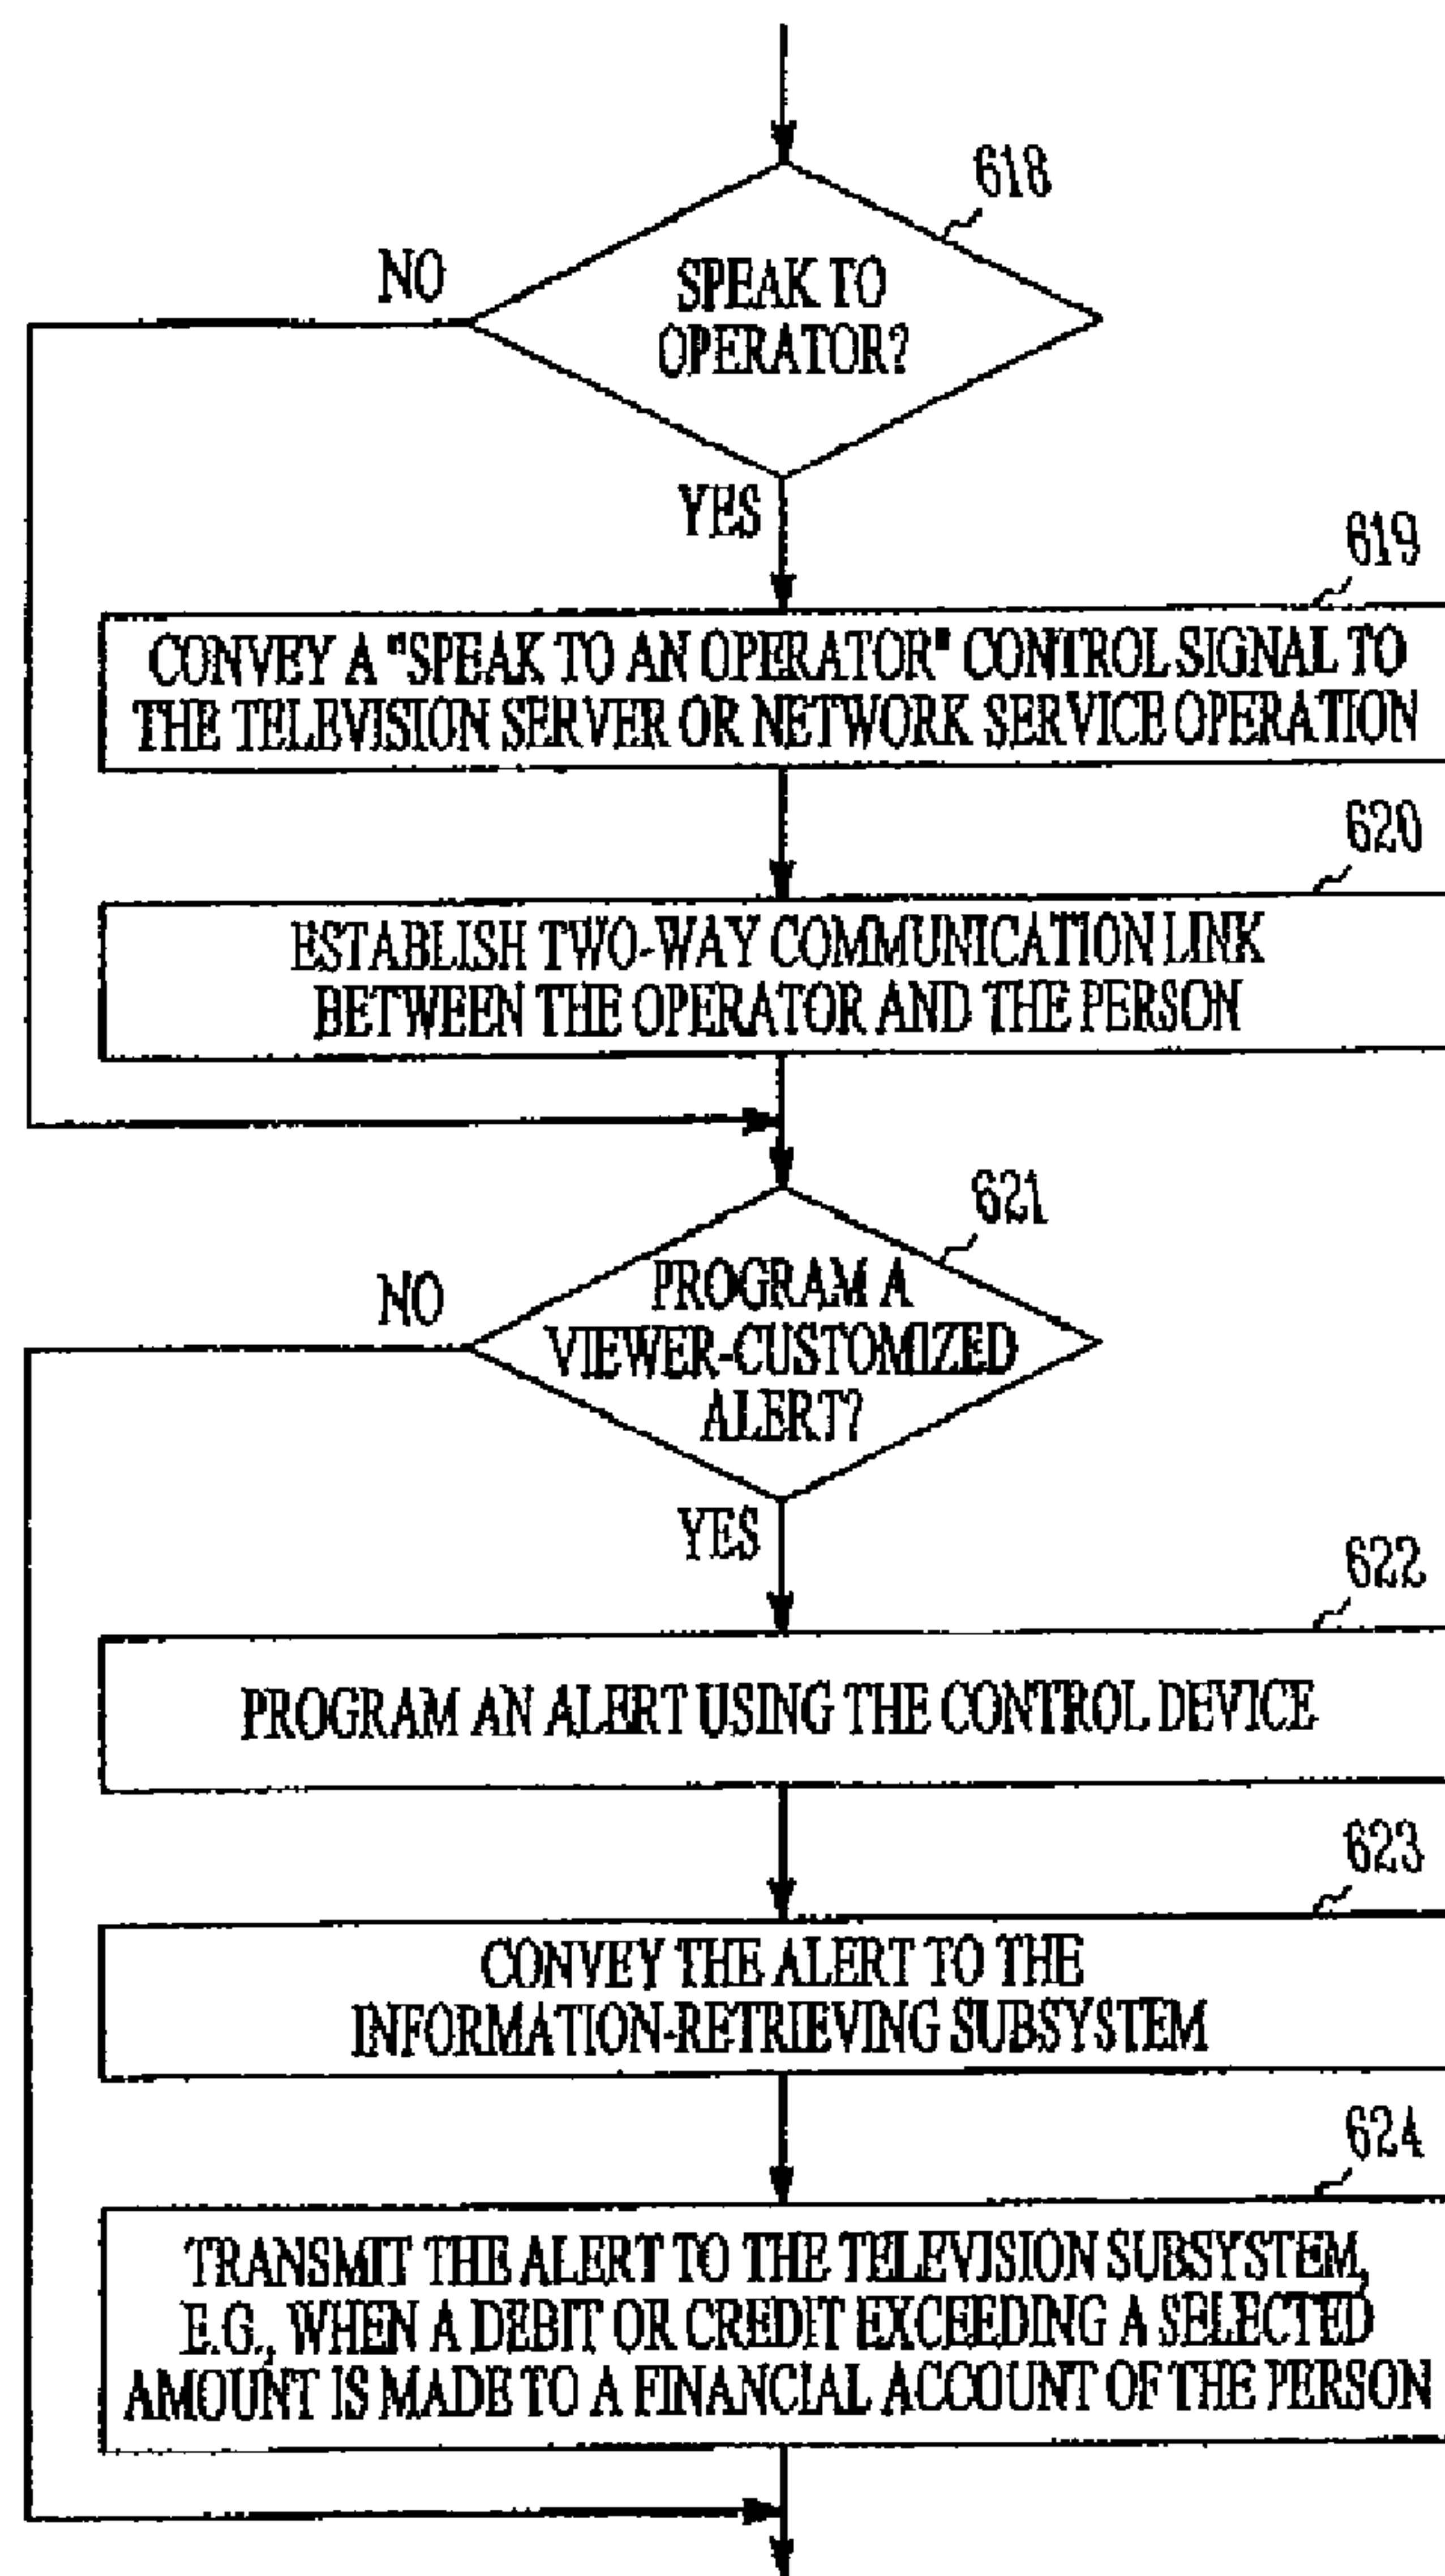 618
NO
SPEAK TO
OPERATOR?
YES
619
CONVEY A "SPEAK TO AN OPERATOR" CONTROL SIGNAL TO
THE TELEVISION SERVER OR NETWORK SERVICE OPERATION
620
ESTABLISH TWO-WAY COMMUNICATION LINK
BETWEEN THE OPERATOR AND THE PERSON
621
NO
PROGRAM A
VIEWER-CUSTOMIZED
ALERT?
YES
622
PROGRAM AN ALERT USING THE CONTROL DEVICE
623
CONVEY THE ALERT TO THE
INFORMATION-RETRIEVING SUBSYSTEM
624
TRANSMIT THE ALERT TO THE TELEVISION SUBSYSTEM,
E.G., WHEN A DEBIT OR CREDIT EXCEEDING A SELECTED
AMOUNT IS MADE TO A FINANCIAL ACCOUNT OF THE PERSON